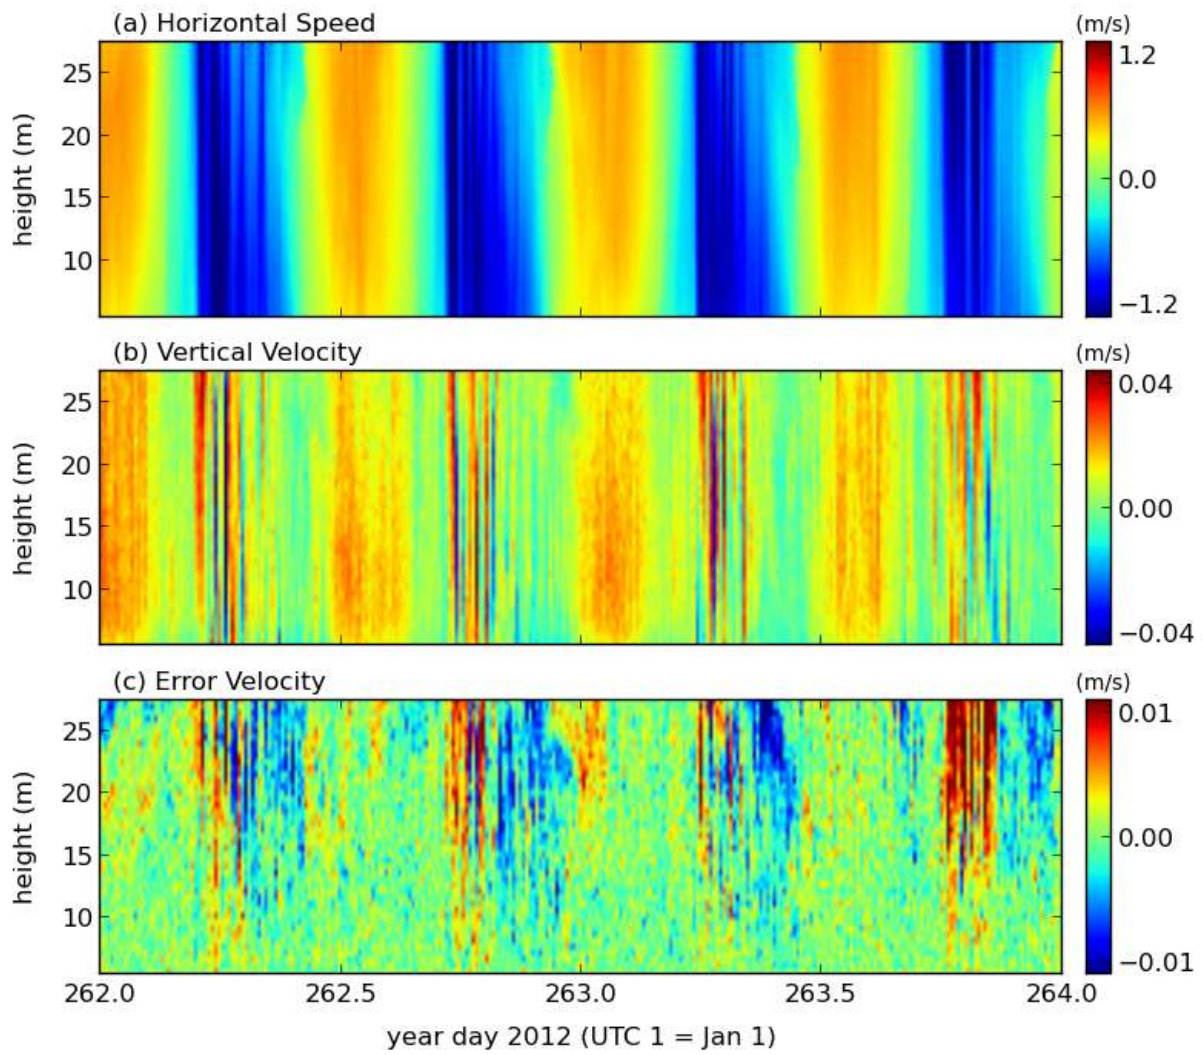 (a) Horizontal Speed
(m/s)
25
20
15
10
height (m)
1.2
0.0
−1.2
(b) Vertical Velocity
(m/s)
25
20
15
10
height (m)
0.04
0.00
−0.04
(c) Error Velocity
(m/s)
25
20
15
10
height (m)
0.01
0.00
−0.01
262.0 262.5 263.0 263.5 264.0
year day 2012 (UTC 1 = Jan 1)